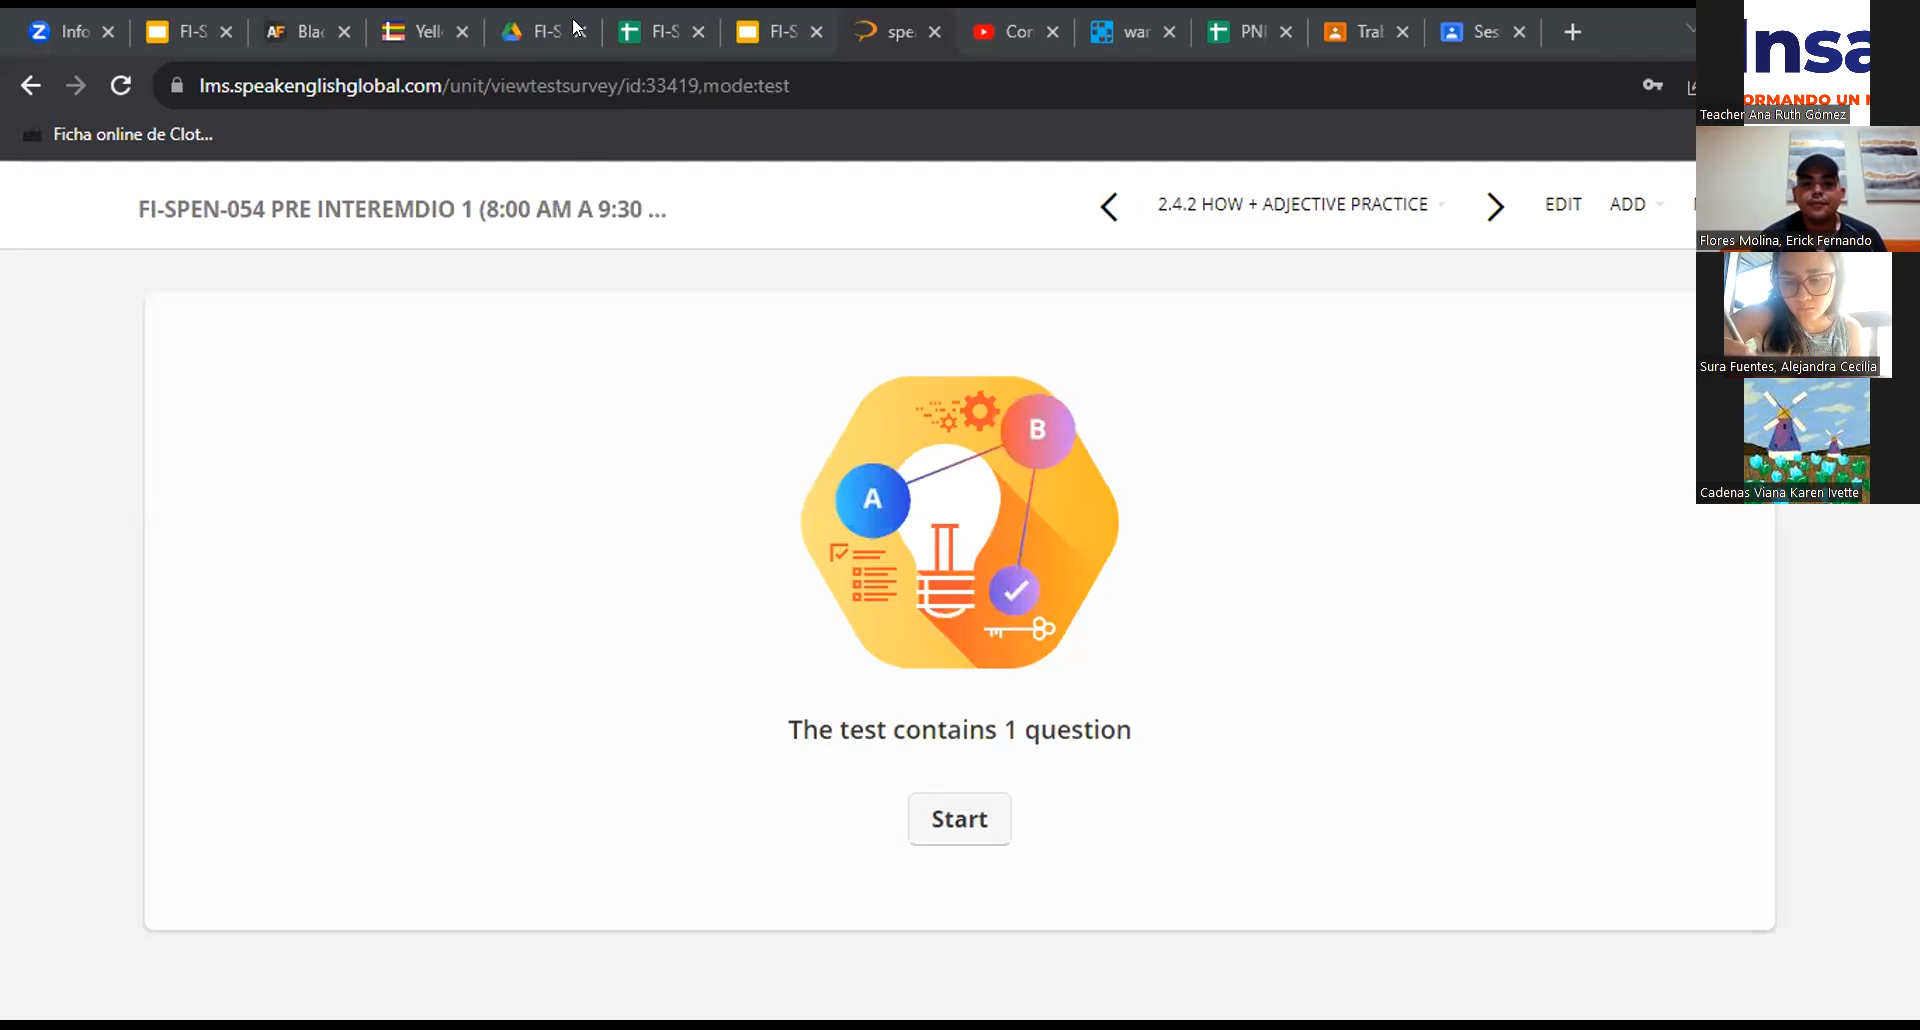 Info
FI-S
Blac
Yell
FI-S
FI-S
FI-S
spe
Cor
war
PNI
Tral
Ses
lms.speakenglishglobal.com/unit/viewtestsurvey/id:33419,mode:test
Ficha online de Clot...
FI-SPEN-054 PRE INTEREMDIO 1 (8:00 AM A 9:30 ...
2.4.2 HOW + ADJECTIVE PRACTICE
EDIT
ADD
A
B
The test contains 1 question
Start
Insa
ORMANDO UN
Teacher Ana Ruth Gómez
Flores Molina, Erick Fernando
Sura Fuentes, Alejandra Cecilia
Cadenas Viana Karen Ivette